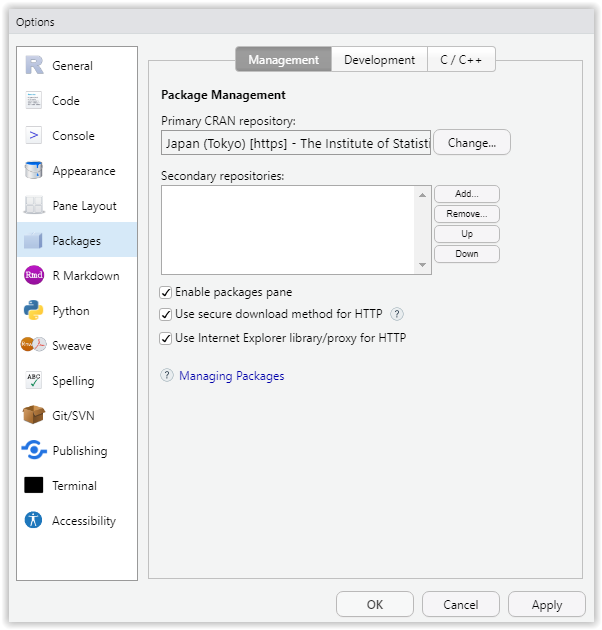 Options
General
Code
Console
Appearance
Pane Layout
Packages
Rmd R Markdown
Python
Sweave
ABC Spelling
Git/SVN
Publishing
Terminal
Accessibility
Management Development C / C++
Package Management
Primary CRAN repository:
Japan (Tokyo) [https] - The Institute of Statisti Change...
Secondary repositories:
Add...
Remove...
Up
Down
Enable packages pane
Use secure download method for HTTP ?
Use Internet Explorer library/proxy for HTTP
? Managing Packages
OK Cancel Apply